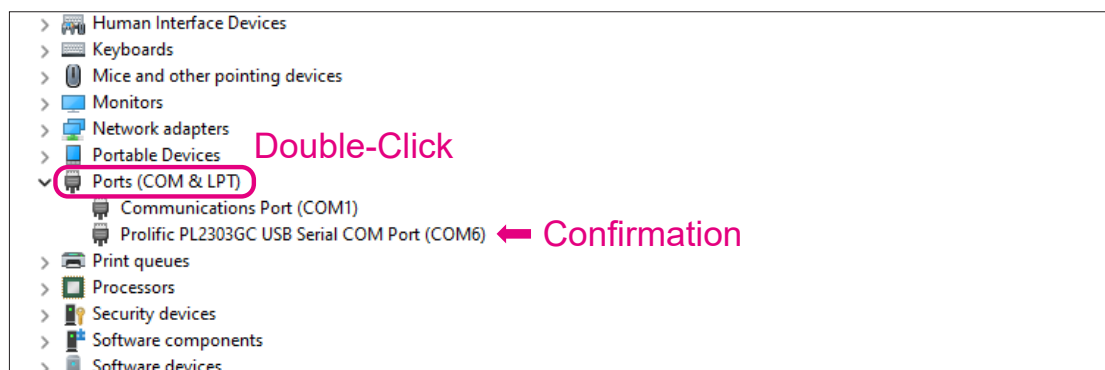 Human Interface Devices
Keyboards
Mice and other pointing devices
Monitors
Network adapters
Double-Click
Portable Devices
Ports (COM & LPT)
Communications Port (COM1)
Prolific PL2303GC USB Serial COM Port (COM6) Confirmation
Print queues
Processors
Security devices
Software components
Software devices